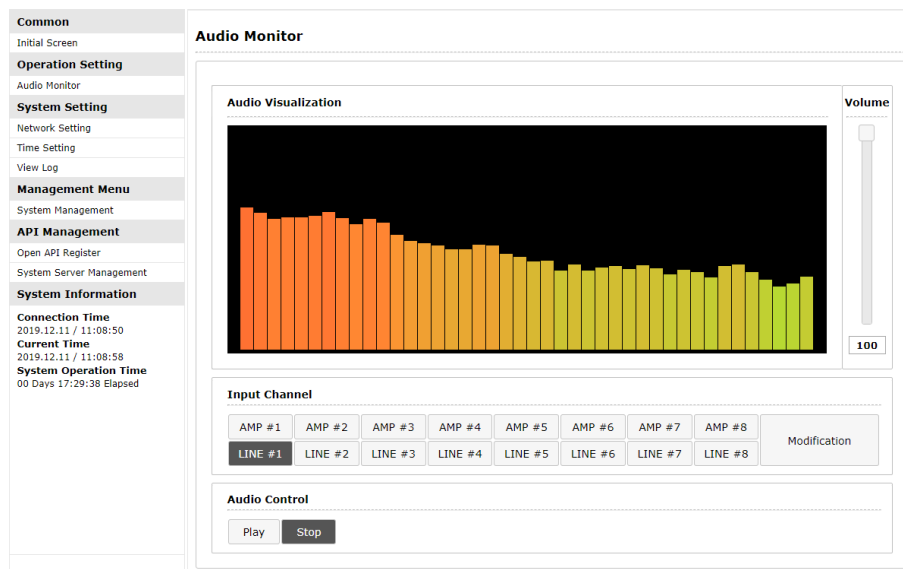 Common
Initial Screen
Operation Setting
Audio Monitor
System Setting
Network Setting
Time Setting
View Log
Management Menu
System Management
API Management
Open API Register
System Server Management
System Information
Connection Time
2019.12.11 / 11:08:50
Current Time
2019.12.11 / 11:08:58
System Operation Time
00 Days 17:29:38 Elapsed
Audio Monitor
Audio Visualization
Volume
100
Input Channel
AMP #1 AMP #2 AMP #3 AMP #4 AMP #5 AMP #6 AMP #7 AMP #8
Modification
LINE #1 LINE #2 LINE #3 LINE #4 LINE #5 LINE #6 LINE #7 LINE #8
Audio Control
Play Stop